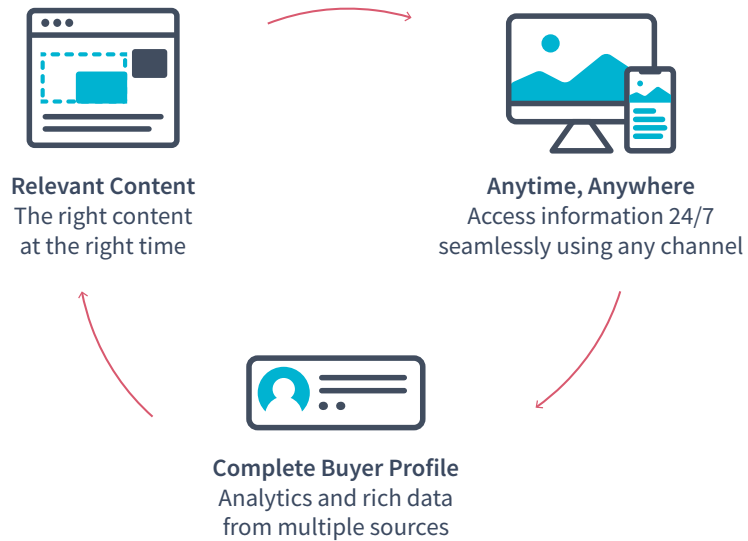 Relevant Content
The right content
at the right time
Anytime, Anywhere
Access information 24/7
seamlessly using any channel
Complete Buyer Profile
Analytics and rich data
from multiple sources